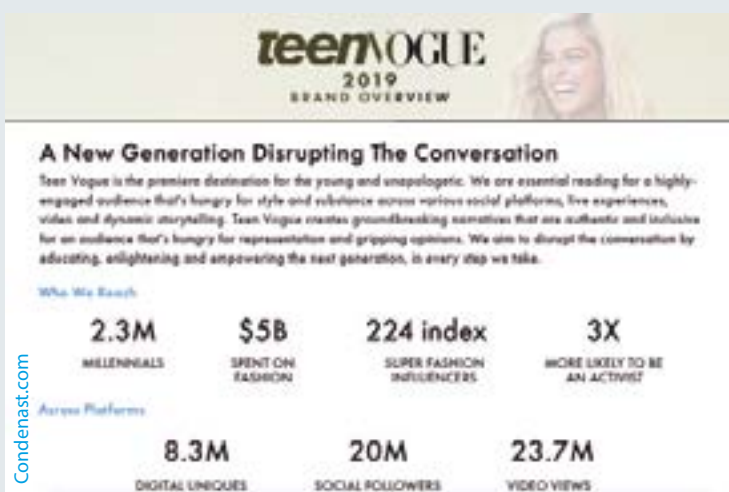 teen VOGUE
2019
BRAND OVERVIEW
A New Generation Disrupting The Conversation
Teen Vogue is the premiere destination for the young and unapologetic. We are essential reading for a highly-
engaged audience that's hungry for style and substance across various social platforms, live experiences,
video and dynamic storytelling. Teen Vogue creates groundbreaking narratives that are authentic and inclusive
for an audience that's hungry for representation and gripping opinions. We aim to disrupt the conversation by
educating, enlightening and empowering the next generation, in every step we take.
Who We Reach
2.3M $5B 224 index 3X
MILLENNIALS SPENT ON SUPER FASHION MORE LIKELY TO BE
FASHION INFLUENCERS AN ACTIVIST
Across Platforms
8.3M 20M 23.7M
DIGITAL UNIQUES SOCIAL FOLLOWERS VIDEO VIEWS
Condenast.com